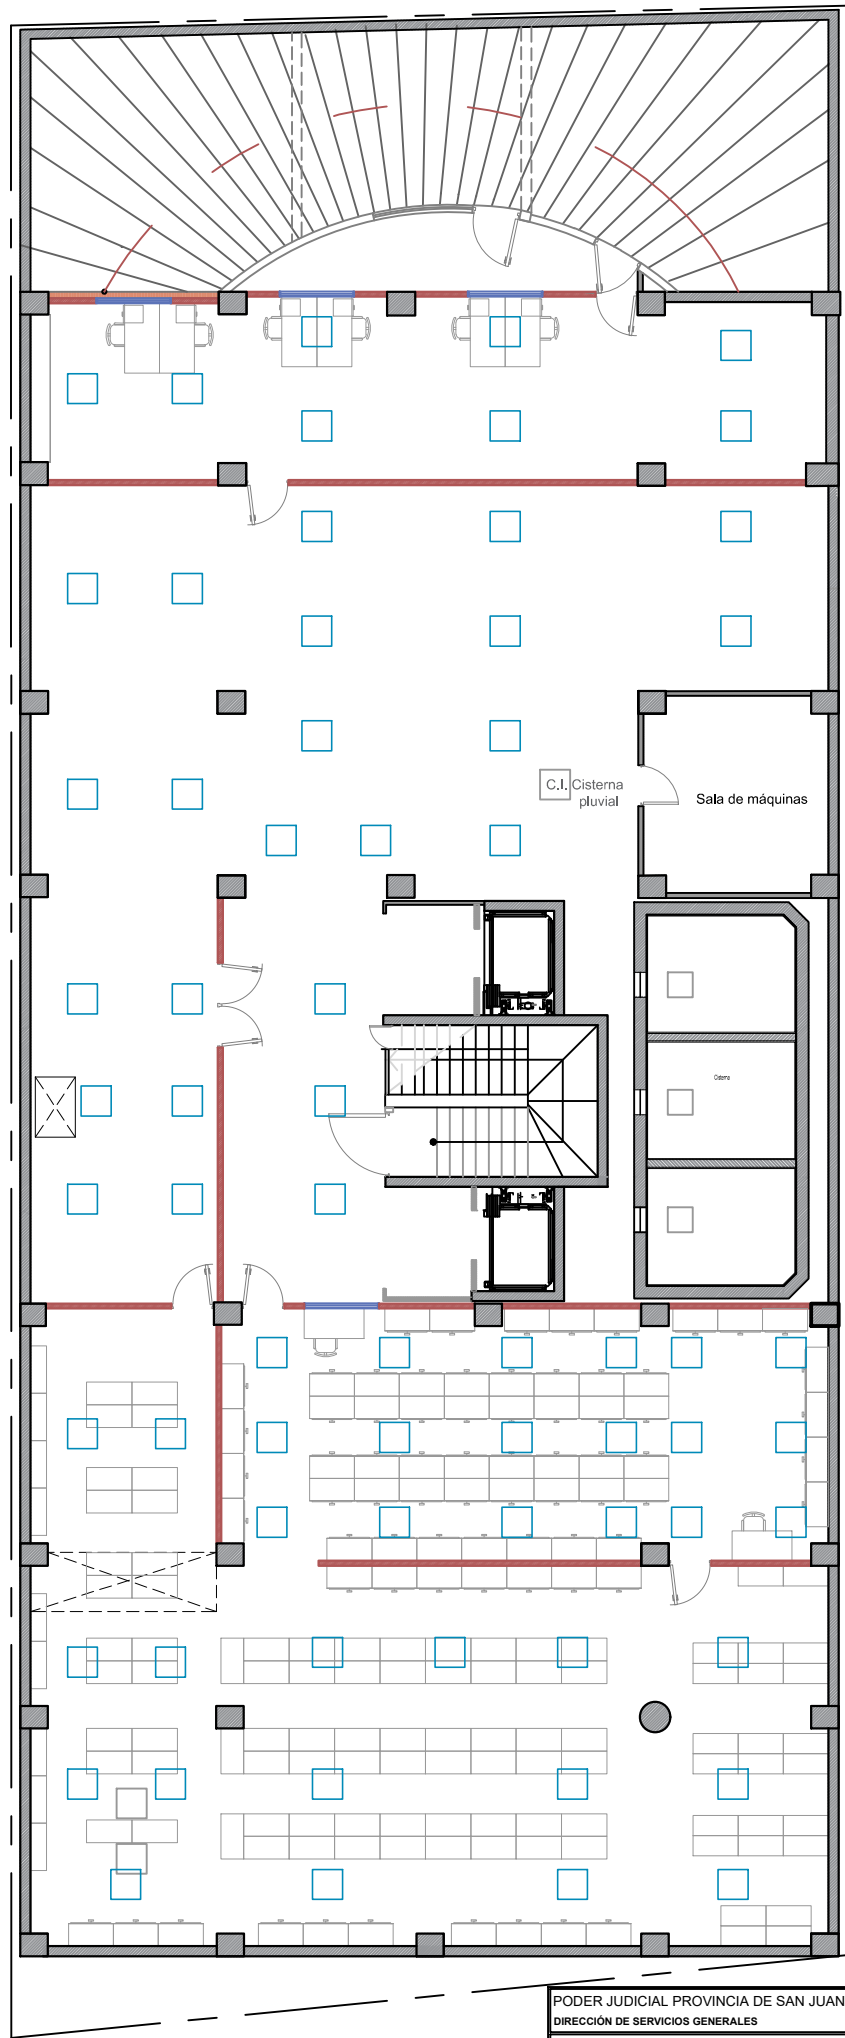 C.I. Cisterna
pluvial
Sala de máquinas
Cisterna
PODER JUDICIAL PROVINCIA DE SAN JUAN
DIRECCIÓN DE SERVICIOS GENERALES